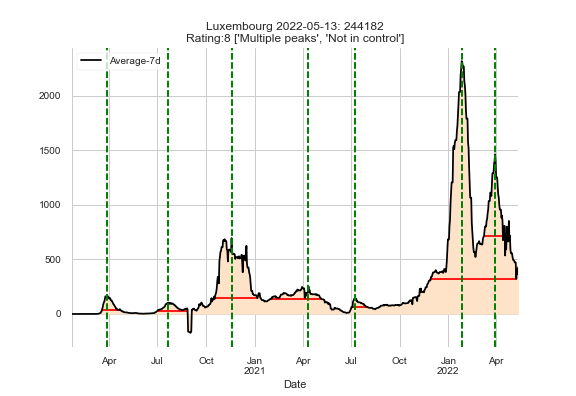 Luxembourg 2022-05-13: 244182
Rating:8 ['Multiple peaks', 'Not in control']
Average-7d
2000
1500
1000
500
0
Apr Jul Oct Jan Apr Jul Oct Jan Apr
2021 2022
Date